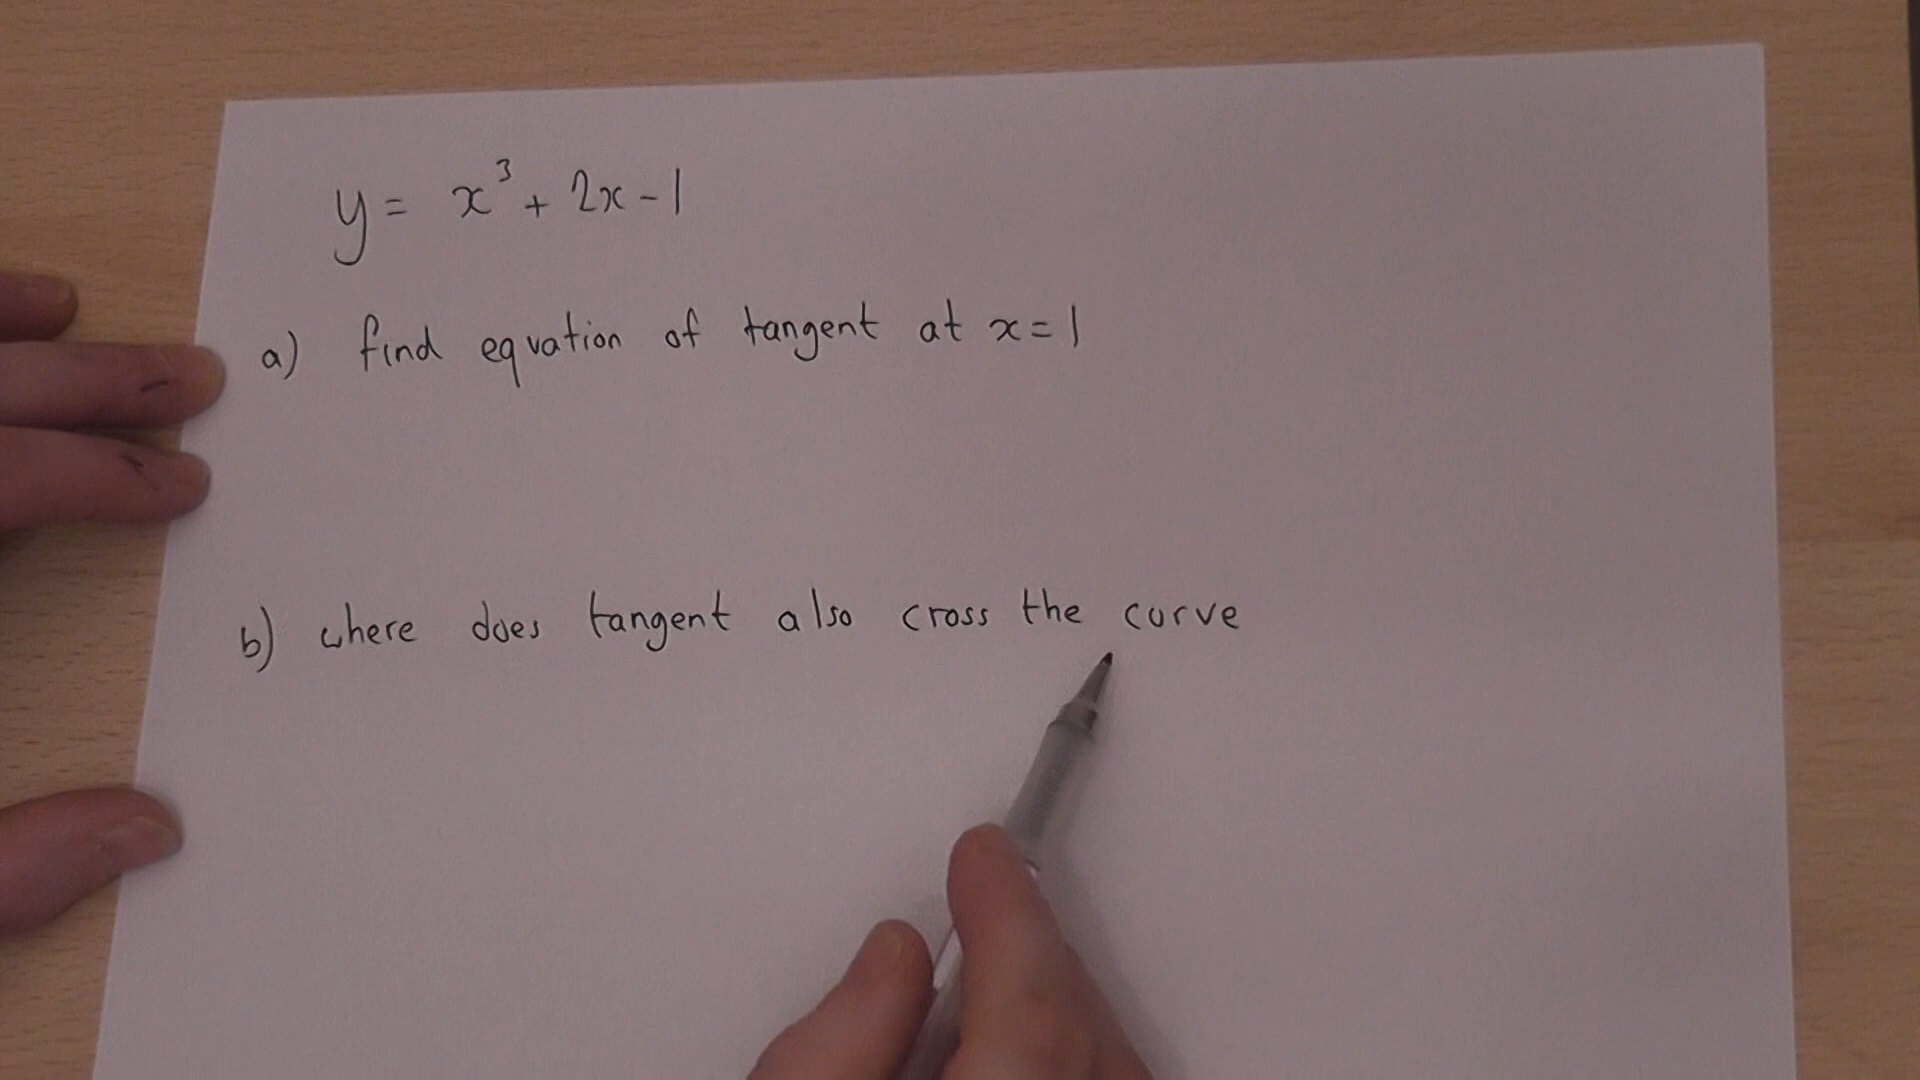 y = x³ + 2x - 1
a) find equation of tangent at x = 1
b) where does tangent also cross the curve